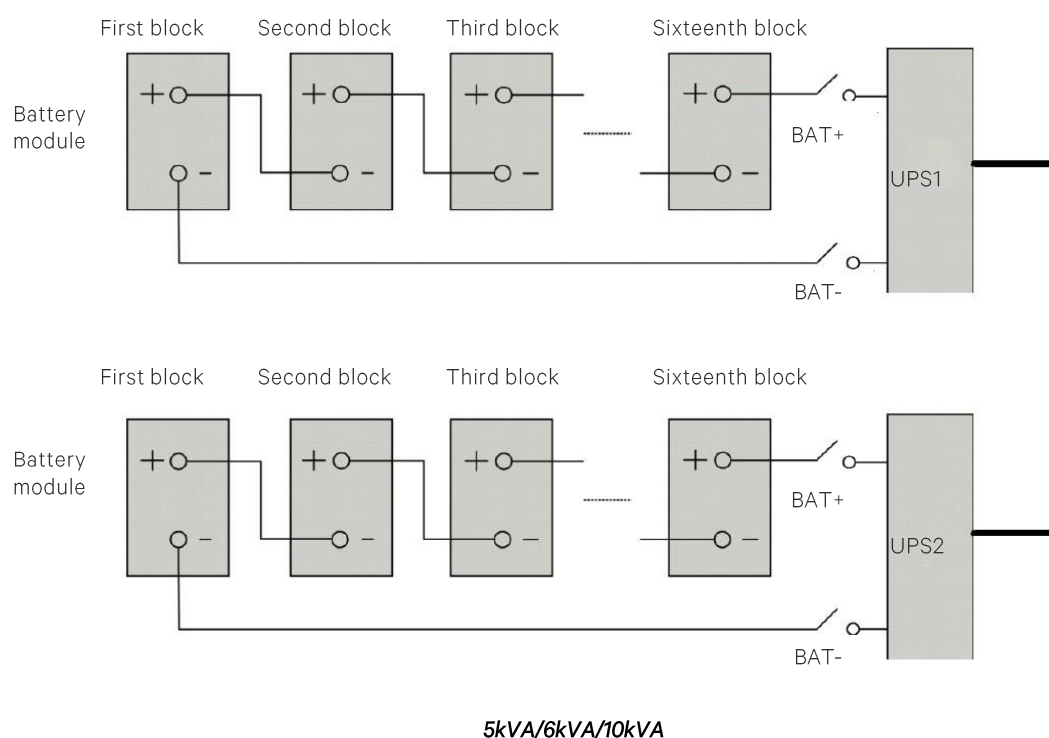 First block Second block Third block Sixteenth block
+ + + +
Battery
module
BAT+
- - - -
UPS1
BAT-
First block Second block Third block Sixteenth block
+ + + +
Battery
module
BAT+
- - - -
UPS2
BAT-
5kVA/6kVA/10kVA